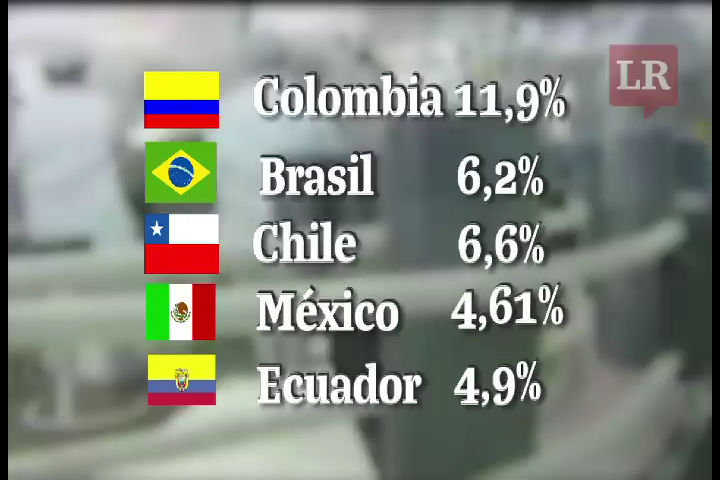 LR
Colombia 11,9%
Brasil 6,2%
Chile 6,6%
México 4,61%
Ecuador 4,9%